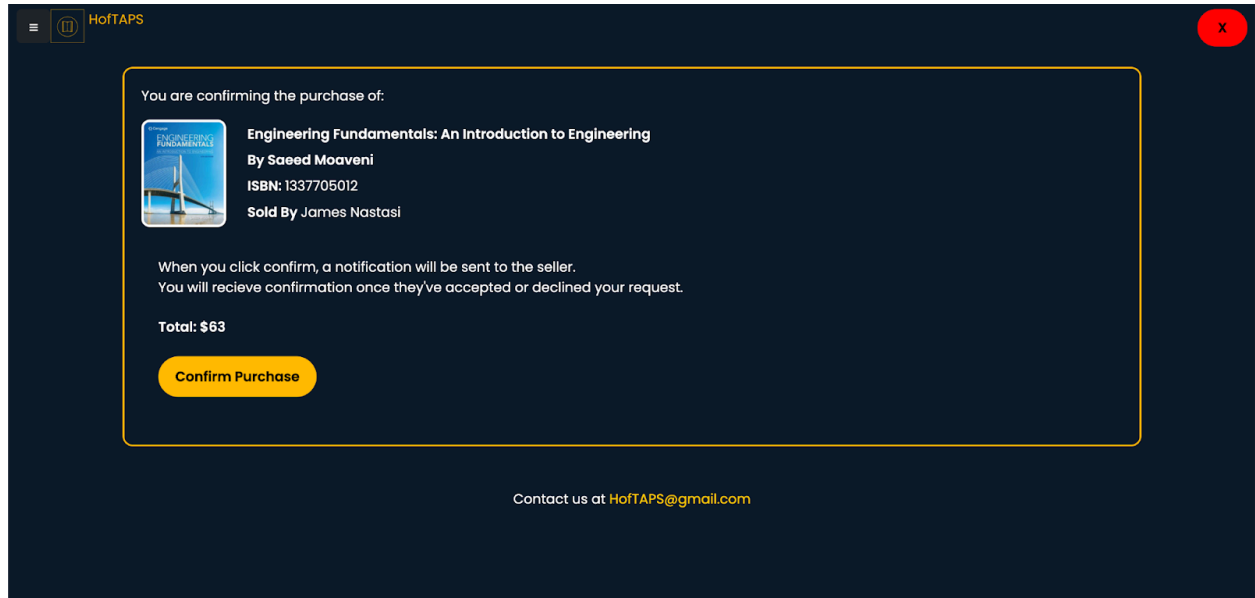 ≡
HofTAPS
X
You are confirming the purchase of:
ENGINEERING
FUNDAMENTALS
Engineering Fundamentals: An Introduction to Engineering
By Saeed Moaveni
ISBN: 1337705012
Sold By James Nastasi
When you click confirm, a notification will be sent to the seller.
You will recieve confirmation once they've accepted or declined your request.
Total: $63
Confirm Purchase
Contact us at HofTAPS@gmail.com